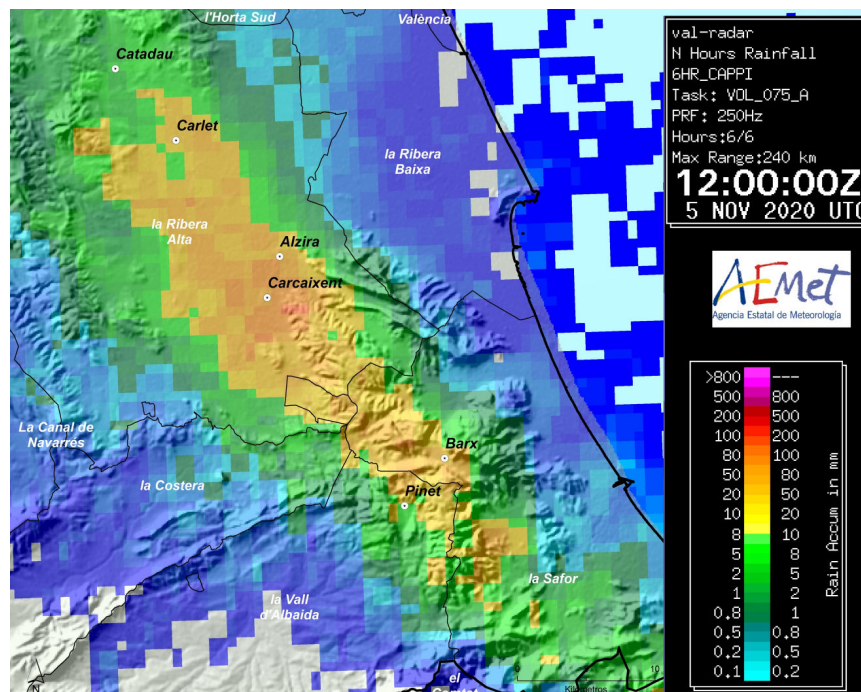 l'Horta Sud
València
Catadau
Carlet
la Ribera
Baixa
la Ribera
Alta
Alzira
Carcaixent
La Canal de
Navarrés
Barx
la Costera
Pinet
la Safor
la Vall
d'Albaida
el
N
0
10
Kilómetros
val-radar
N Hours Rainfall
6HR_CAPPI
Task: VOL_075_A
PRF: 250Hz
Hours:6/6
Max Range:240 km
12:00:00Z
5 NOV 2020 UTC
AEMet
Agencia Estatal de Meteorología
>800 ---
500 800
200 500
100 200
80 100
50 80
20 50
10 20
8 10
5 8
2 5
1 2
0.8 1
0.5 0.8
0.2 0.5
0.1 0.2
Rain Accum in mm